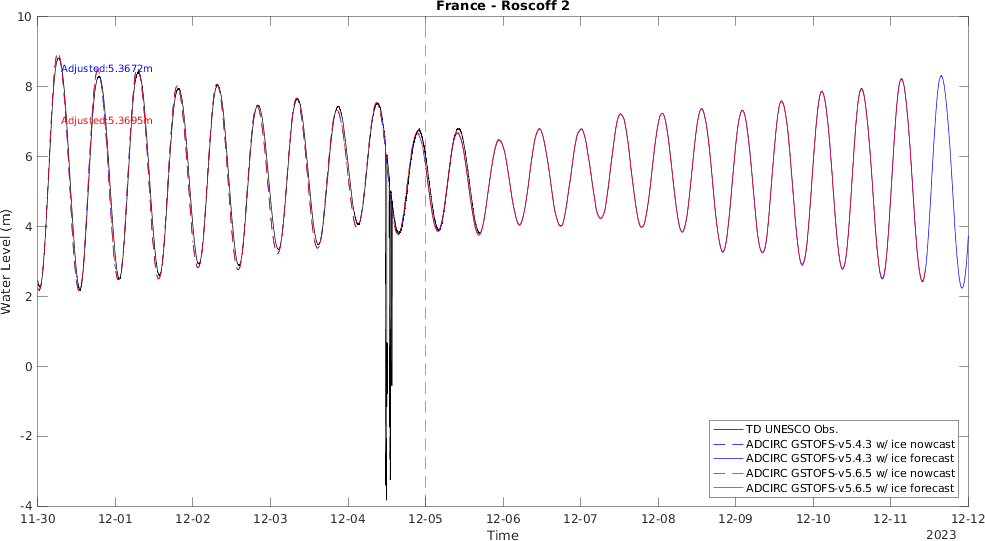 France - Roscoff 2
10
8
6
4
2
0
-2
-4
Water Level (m)
Adjusted:5.3672m
Adjusted:5.3695m
TD UNESCO Obs.
ADCIRC GSTOFS-v5.4.3 w/ ice nowcast
ADCIRC GSTOFS-v5.4.3 w/ ice forecast
ADCIRC GSTOFS-v5.6.5 w/ ice nowcast
ADCIRC GSTOFS-v5.6.5 w/ ice forecast
11-30 12-01 12-02 12-03 12-04 12-05 12-06 12-07 12-08 12-09 12-10 12-11 12-12
Time
2023